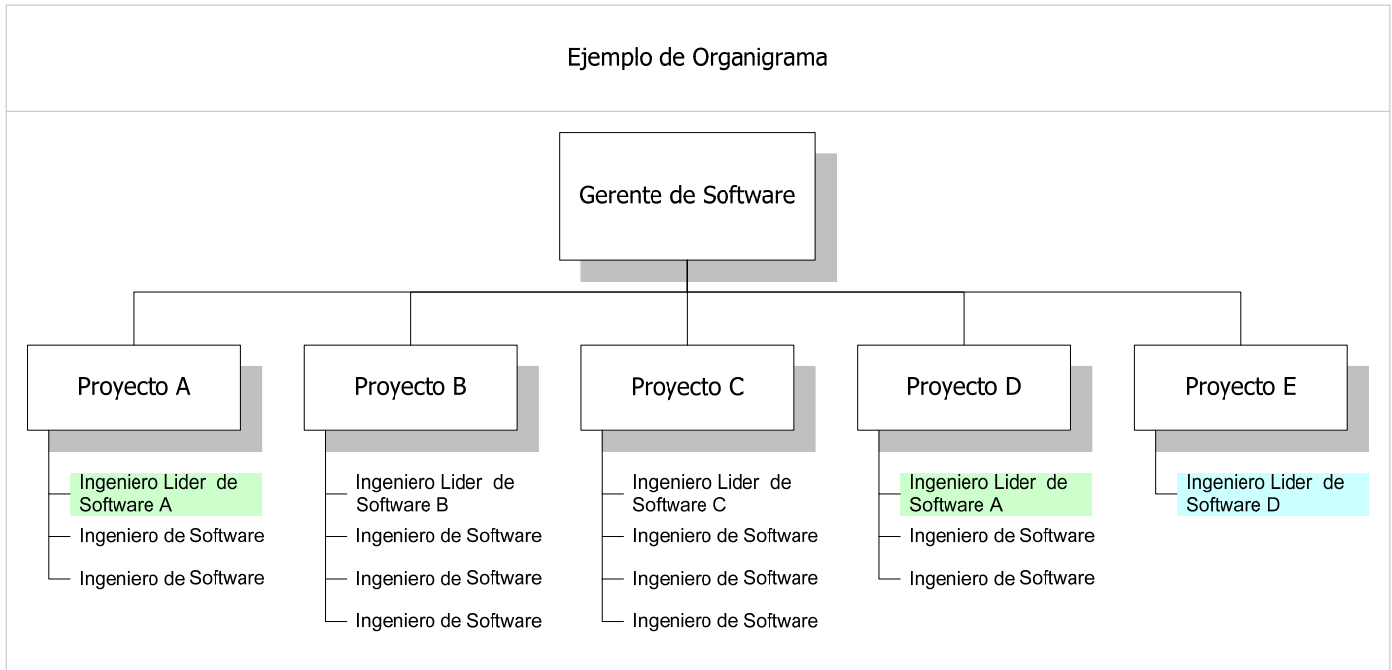 Ejemplo de Organigrama
Gerente de Software
Proyecto A
Ingeniero Lider de
Software A
Ingeniero de Software
Ingeniero de Software
Proyecto B
Ingeniero Lider de
Software B
Ingeniero de Software
Ingeniero de Software
Ingeniero de Software
Proyecto C
Ingeniero Lider de
Software C
Ingeniero de Software
Ingeniero de Software
Ingeniero de Software
Proyecto D
Ingeniero Lider de
Software A
Ingeniero de Software
Ingeniero de Software
Proyecto E
Ingeniero Lider de
Software D